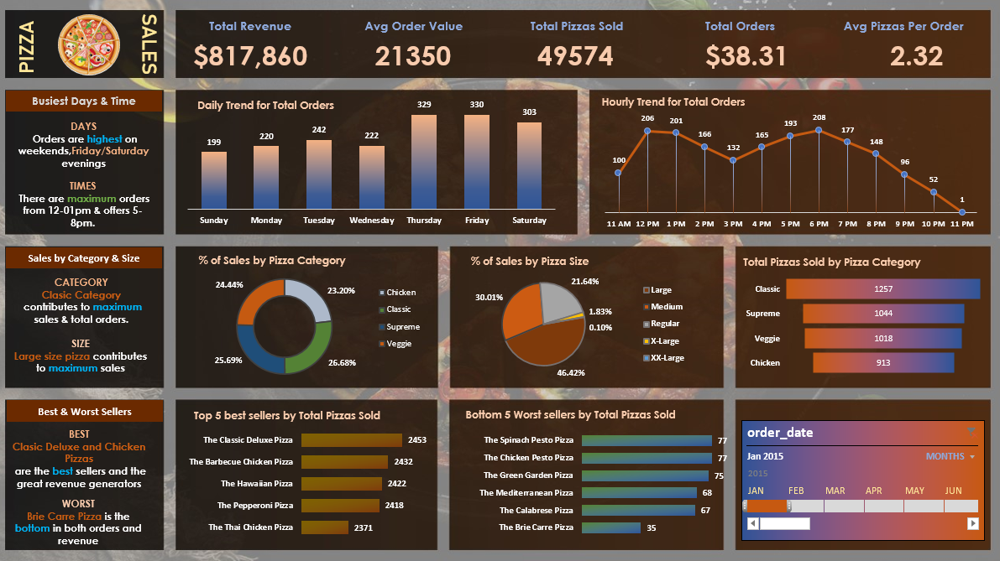 PIZZA
SALES
Total Revenue
$817,860
Avg Order Value
21350
Total Pizzas Sold
49574
Total Orders
$38.31
Avg Pizzas Per Order
2.32
Busiest Days & Time
DAYS
Orders are highest on
weekends,Friday/Saturday
evenings
TIMES
There are maximum orders
from 12-01pm & offers 5-
8pm.
Daily Trend for Total Orders
199
220
242
222
329
330
303
Sunday
Monday
Tuesday
Wednesday
Thursday
Friday
Saturday
Hourly Trend for Total Orders
100
206
201
166
132
165
193
208
177
148
96
52
1
11 AM
12 PM
1 PM
2 PM
3 PM
4 PM
5 PM
6 PM
7 PM
8 PM
9 PM
10 PM
11 PM
Sales by Category & Size
CATEGORY
Clasic Category
contributes to maximum
sales & total orders.
SIZE
Large size pizza contributes
to maximum sales
% of Sales by Pizza Category
24.44%
23.20%
25.69%
26.68%
Chicken
Classic
Supreme
Veggie
% of Sales by Pizza Size
21.64%
30.01%
1.83%
0.10%
46.42%
Large
Medium
Regular
X-Large
XX-Large
Total Pizzas Sold by Pizza Category
Classic 1257
Supreme 1044
Veggie 1018
Chicken 913
Best & Worst Sellers
BEST
Clasic Deluxe and Chicken
Pizzas
are the best sellers and the
great revenue generators
WORST
Brie Carre Pizza is the
bottom in both orders and
revenue
Top 5 best sellers by Total Pizzas Sold
The Classic Deluxe Pizza 2453
The Barbecue Chicken Pizza 2432
The Hawaiian Pizza 2422
The Pepperoni Pizza 2418
The Thai Chicken Pizza 2371
Bottom 5 Worst sellers by Total Pizzas Sold
The Spinach Pesto Pizza 77
The Chicken Pesto Pizza 77
The Green Garden Pizza 75
The Mediterranean Pizza 68
The Calabrese Pizza 67
The Brie Carre Pizza 35
order_date
Jan 2015
MONTHS
2015
JAN
FEB
MAR
APR
MAY
JUN